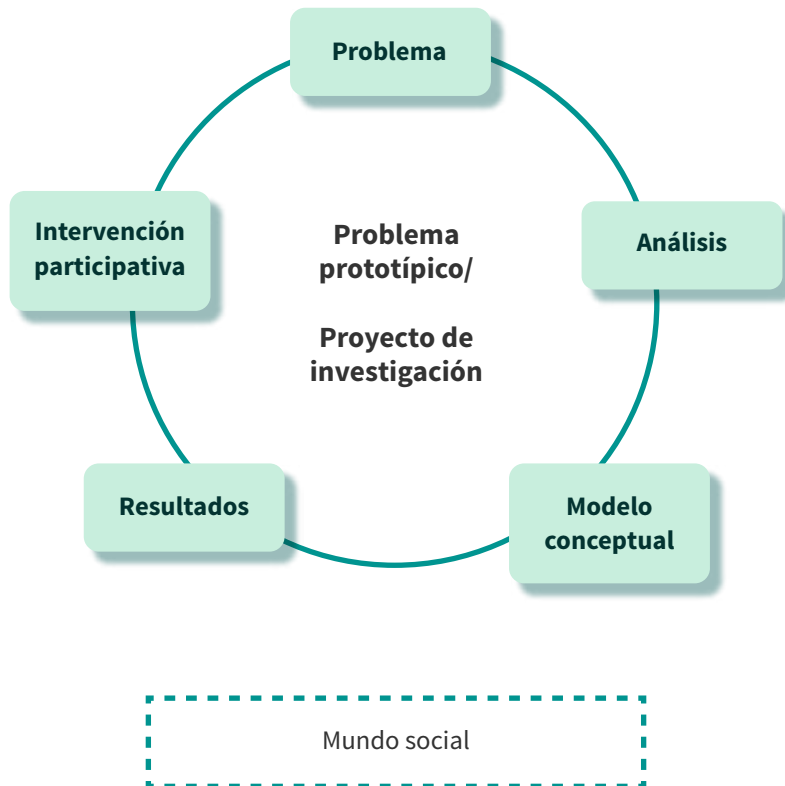 Problema
Intervención
participativa
Problema
prototípico/
Proyecto de
investigación
Análisis
Resultados
Modelo
conceptual
Mundo social